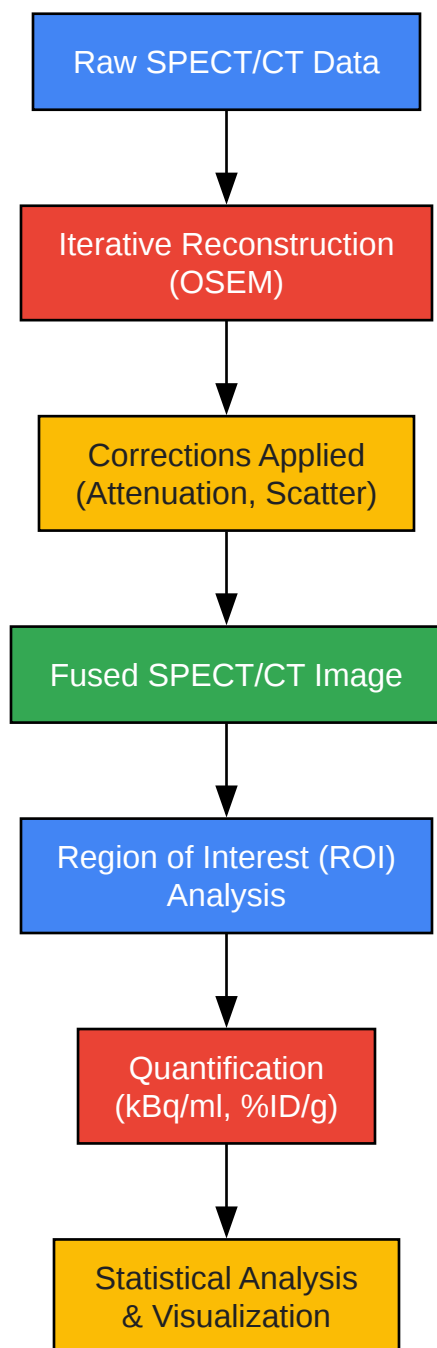 Raw SPECT/CT Data
Iterative Reconstruction
(OSEM)
Corrections Applied
(Attenuation, Scatter)
Fused SPECT/CT Image
Region of Interest (ROI)
Analysis
Quantification
(kBq/ml, %ID/g)
Statistical Analysis
& Visualization